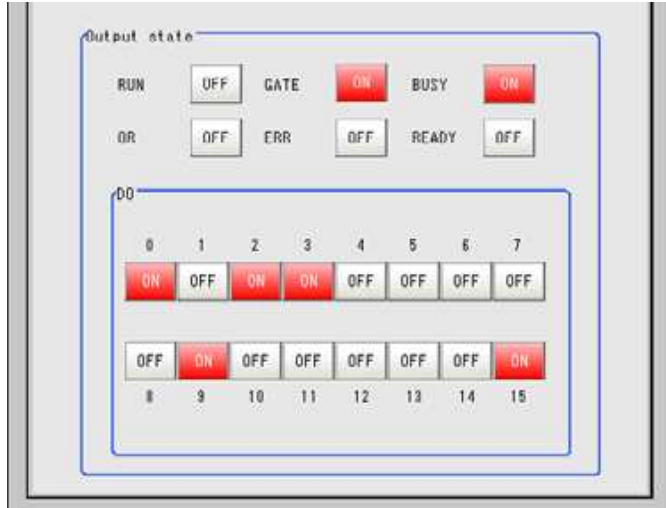 Output state
RUN OFF GATE ON BUSY ON
OR OFF ERR OFF READY OFF
DO
0 1 2 3 4 5 6 7
ON OFF ON ON OFF OFF OFF OFF
OFF ON OFF OFF OFF OFF OFF ON
8 9 10 11 12 13 14 15